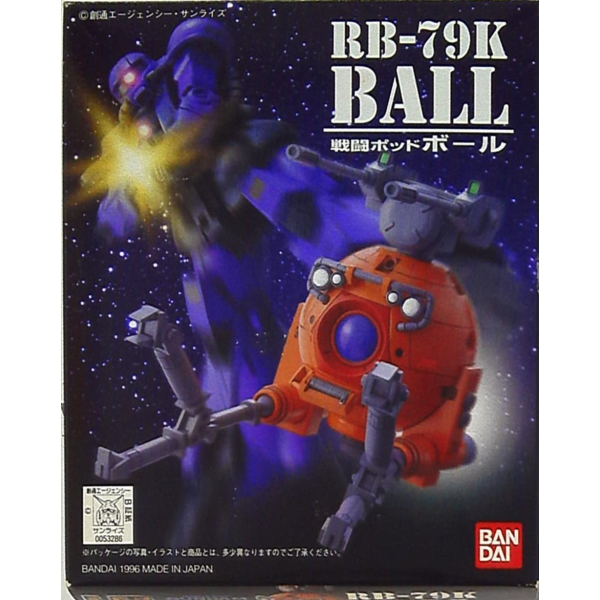 ©創通エージェンシー・サンライズ
RB-79K
BALL
戦闘ポッドボール
創通エージェンシー
サンライズ
0053286
※パッケージの写真・イラストと商品とは、多少異なりますのでご了承ください。
BANDAI 1996 MADE IN JAPAN
BAN
DAI